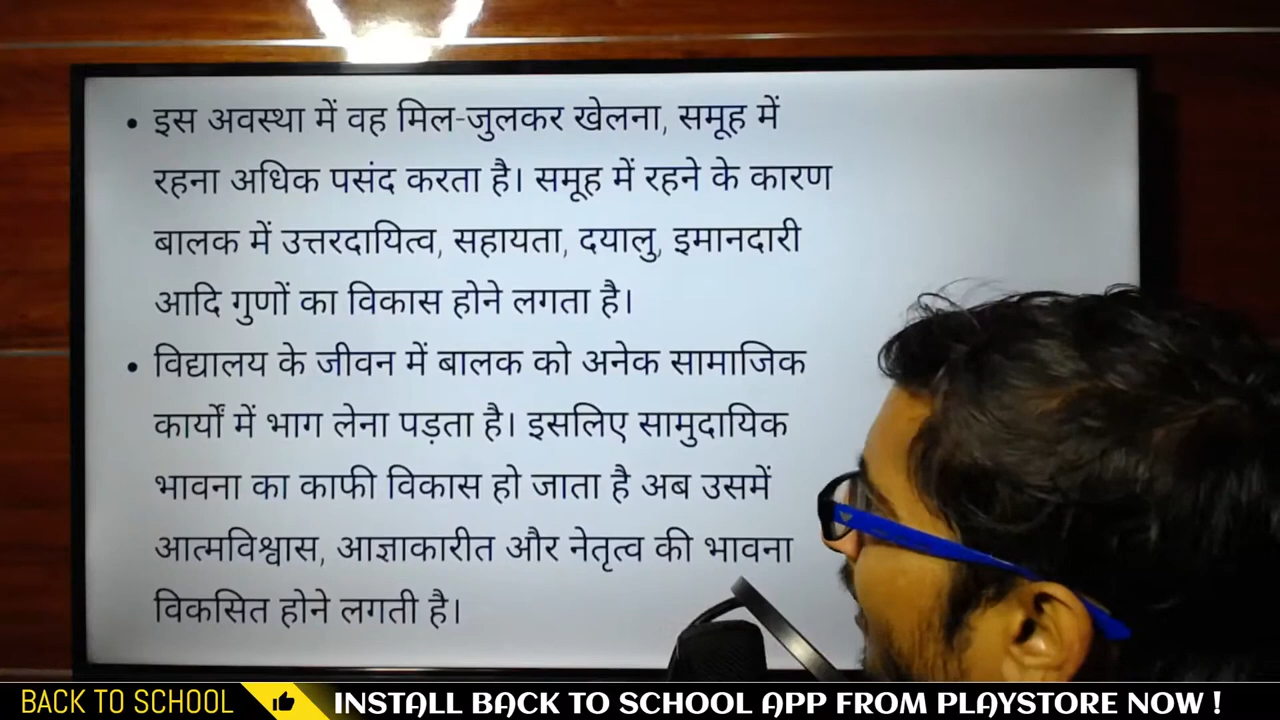 • इस अवस्था में वह मिल-जुलकर खेलना, समूह में
रहना अधिक पसंद करता है। समूह में रहने के कारण
बालक में उत्तरदायित्व, सहायता, दयालु, इमानदारी
आदि गुणों का विकास होने लगता है।
• विद्यालय के जीवन में बालक को अनेक सामाजिक
कार्यों में भाग लेना पड़ता है। इसलिए सामुदायिक
भावना का काफी विकास हो जाता है अब उसमें
आत्मविश्वास, आज्ञाकारीत और नेतृत्व की भावना
विकसित होने लगती है।
BACK TO SCHOOL INSTALL BACK TO SCHOOL APP FROM PLAYSTORE NOW !